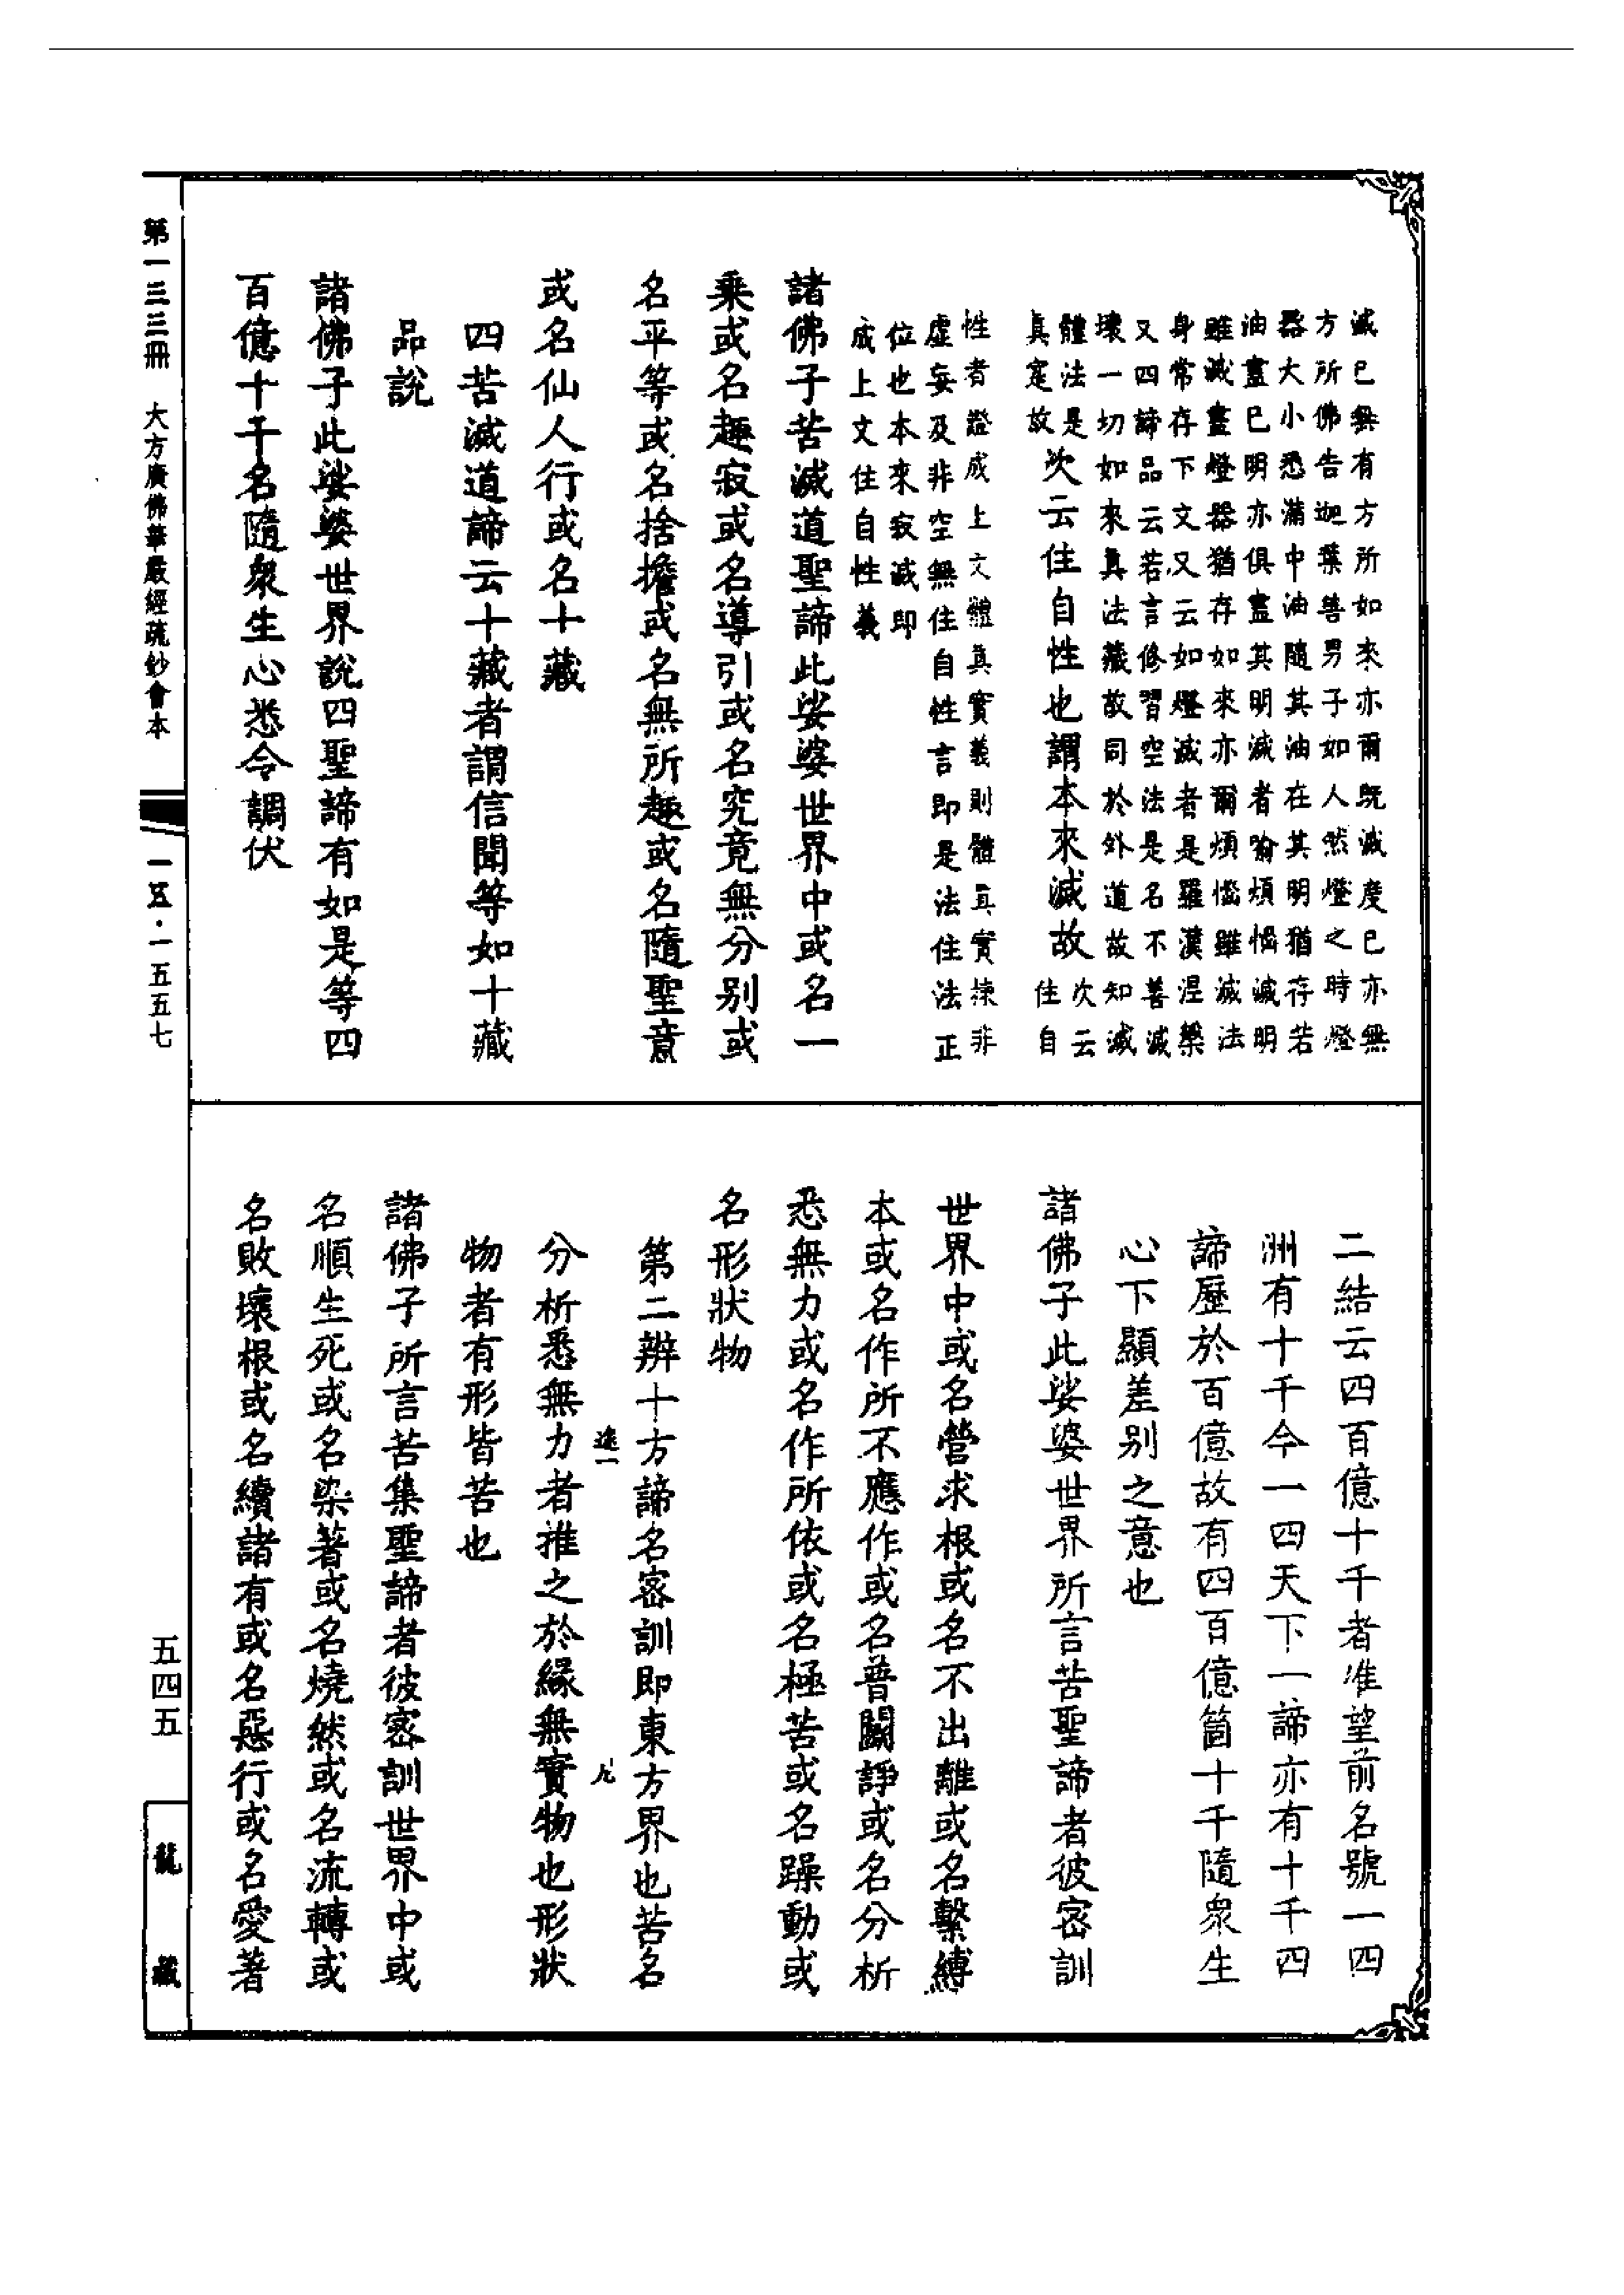 滅已無有方所如來亦爾既滅度已亦無
方所佛告迦葉善男子如人然燈之時燈
器大小悉滿中油隨其油在其明猶存若
油盡已明亦俱盡其明滅者喻煩惱滅明
雖滅盡燈器猶存如來亦爾煩惱雖滅法
身常存下文又云如燈滅者是羅漢涅槃
又四諦品云若言修習空法是名不善滅
壞一切如來真法藏故同於外道故知滅
體法是
真寔故
次云住自性也謂本來滅故
次云
住自
性者證成上文體真實義則體真實揀非
虛妄及非空無住自性言即是法住法正
位也本來寂滅即
成上文住自性義
諸佛子苦滅道聖諦此娑婆世界中或名一
乘或名趣寂或名導引或名究竟無分別或
名平等或名捨擔或名無所趣或名隨聖意
或名仙人行或名十藏
四苦滅道諦云十藏者謂信聞等如十藏
品說
諸佛子此娑婆世界說四聖諦有如是等四
百億十千名隨眾生心悉令調伏
二結云四百億十千者准望前名號一四
洲有十千今一四天下一諦亦有十千四
諦歷於百億故有四百億箇十千隨眾生
心下顯差別之意也
諸佛子此娑婆世界所言苦聖諦者彼密訓
世界中或名營求根或名不出離或名繫縛
本或名作所不應作或名普鬭諍或名分析
悉無力或名作所依或名極苦或名躁動或
名形狀物
第二辨十方諦名密訓即東方界也苦名
遠一
九
分析悉無力者推之於緣無實物也形狀
物者有形皆苦也
諸佛子所言苦集聖諦者彼密訓世界中或
名順生死或名染著或名燒然或名流轉或
名敗壞根或名續諸有或名惡行或名愛著
第一三三冊　大方廣佛華嚴經疏鈔會本
一五·一五五七
五四五
龍藏